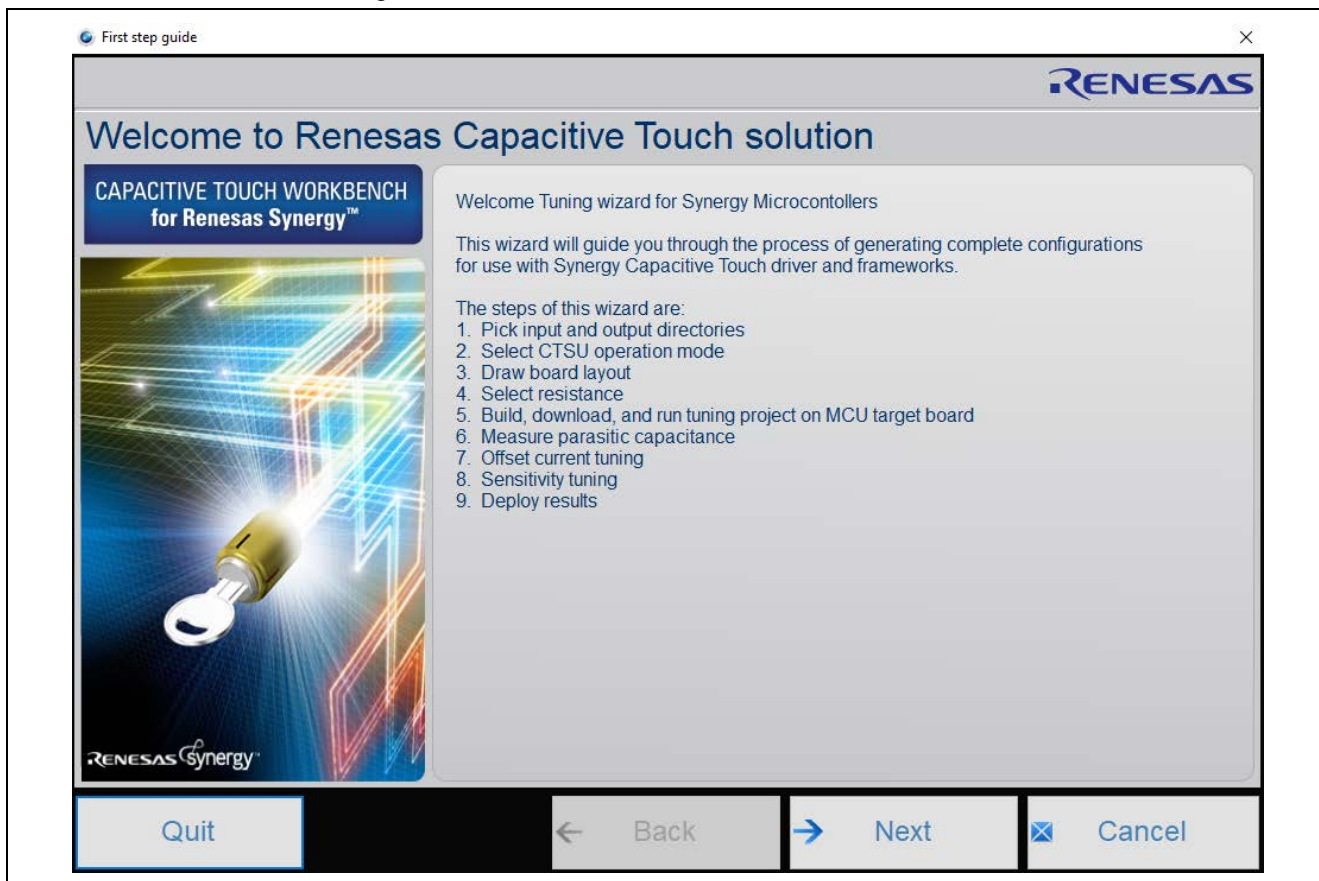 First step guide
RENESAS
Welcome to Renesas Capacitive Touch solution
CAPACITIVE TOUCH WORKBENCH
for Renesas Synergy™
Welcome Tuning wizard for Synergy Microcontollers
This wizard will guide you through the process of generating complete configurations
for use with Synergy Capacitive Touch driver and frameworks.
The steps of this wizard are:
1. Pick input and output directories
2. Select CTSU operation mode
3. Draw board layout
4. Select resistance
5. Build, download, and run tuning project on MCU target board
6. Measure parasitic capacitance
7. Offset current tuning
8. Sensitivity tuning
9. Deploy results
RENESAS Synergy™
Quit
Back
Next
Cancel